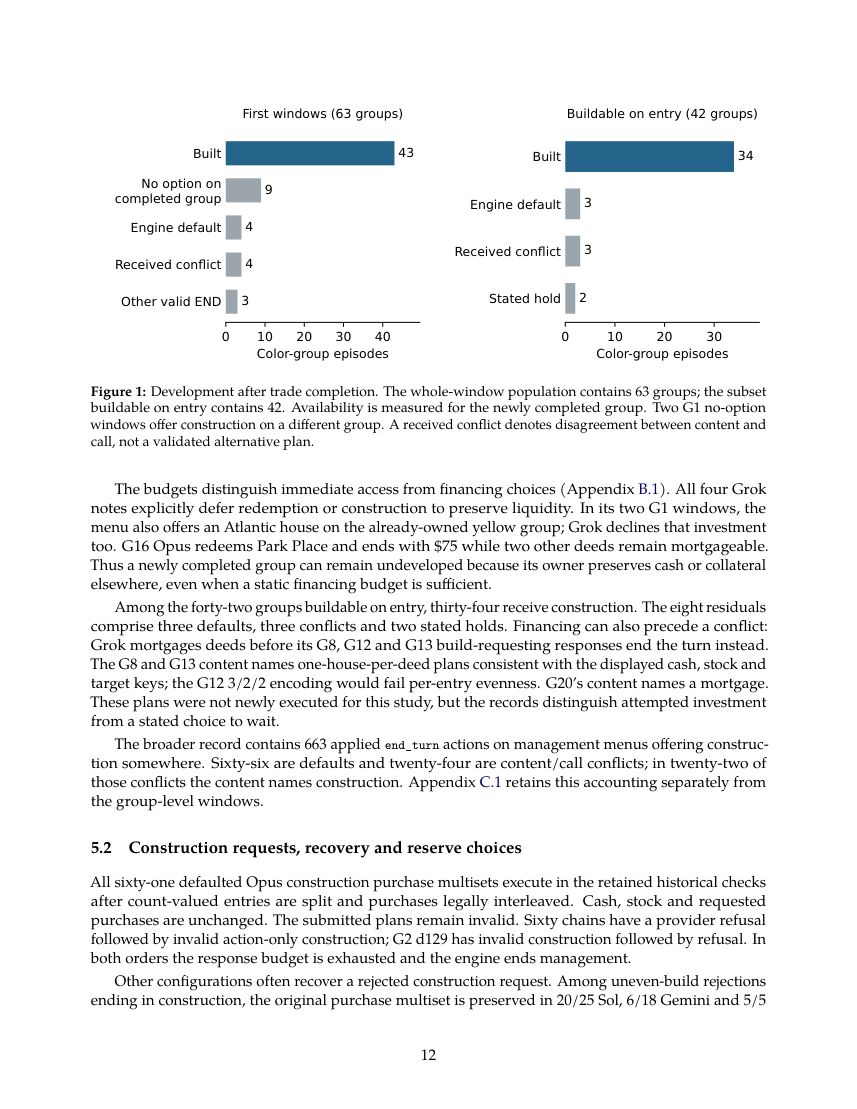 First windows (63 groups)
Built
43
No option on
completed group
9
Engine default
4
Received conflict
4
Other valid END
3
0 10 20 30 40
Color-group episodes
Buildable on entry (42 groups)
Built
34
Engine default
3
Received conflict
3
Stated hold
2
0 10 20 30
Color-group episodes
Figure 1: Development after trade completion. The whole-window population contains 63 groups; the subset
buildable on entry contains 42. Availability is measured for the newly completed group. Two G1 no-option
windows offer construction on a different group. A received conflict denotes disagreement between content and
call, not a validated alternative plan.
The budgets distinguish immediate access from financing choices (Appendix B.1). All four Grok
notes explicitly defer redemption or construction to preserve liquidity. In its two G1 windows, the
menu also offers an Atlantic house on the already-owned yellow group; Grok declines that investment
too. G16 Opus redeems Park Place and ends with $75 while two other deeds remain mortgageable.
Thus a newly completed group can remain undeveloped because its owner preserves cash or collateral
elsewhere, even when a static financing budget is sufficient.
Among the forty-two groups buildable on entry, thirty-four receive construction. The eight residuals
comprise three defaults, three conflicts and two stated holds. Financing can also precede a conflict:
Grok mortgages deeds before its G8, G12 and G13 build-requesting responses end the turn instead.
The G8 and G13 content names one-house-per-deed plans consistent with the displayed cash, stock and
target keys; the G12 3/2/2 encoding would fail per-entry evenness. G20's content names a mortgage.
These plans were not newly executed for this study, but the records distinguish attempted investment
from a stated choice to wait.
The broader record contains 663 applied end_turn actions on management menus offering construc-
tion somewhere. Sixty-six are defaults and twenty-four are content/call conflicts; in twenty-two of
those conflicts the content names construction. Appendix C.1 retains this accounting separately from
the group-level windows.
5.2 Construction requests, recovery and reserve choices
All sixty-one defaulted Opus construction purchase multisets execute in the retained historical checks
after count-valued entries are split and purchases legally interleaved. Cash, stock and requested
purchases are unchanged. The submitted plans remain invalid. Sixty chains have a provider refusal
followed by invalid action-only construction; G2 d129 has invalid construction followed by refusal. In
both orders the response budget is exhausted and the engine ends management.
Other configurations often recover a rejected construction request. Among uneven-build rejections
ending in construction, the original purchase multiset is preserved in 20/25 Sol, 6/18 Gemini and 5/5
12